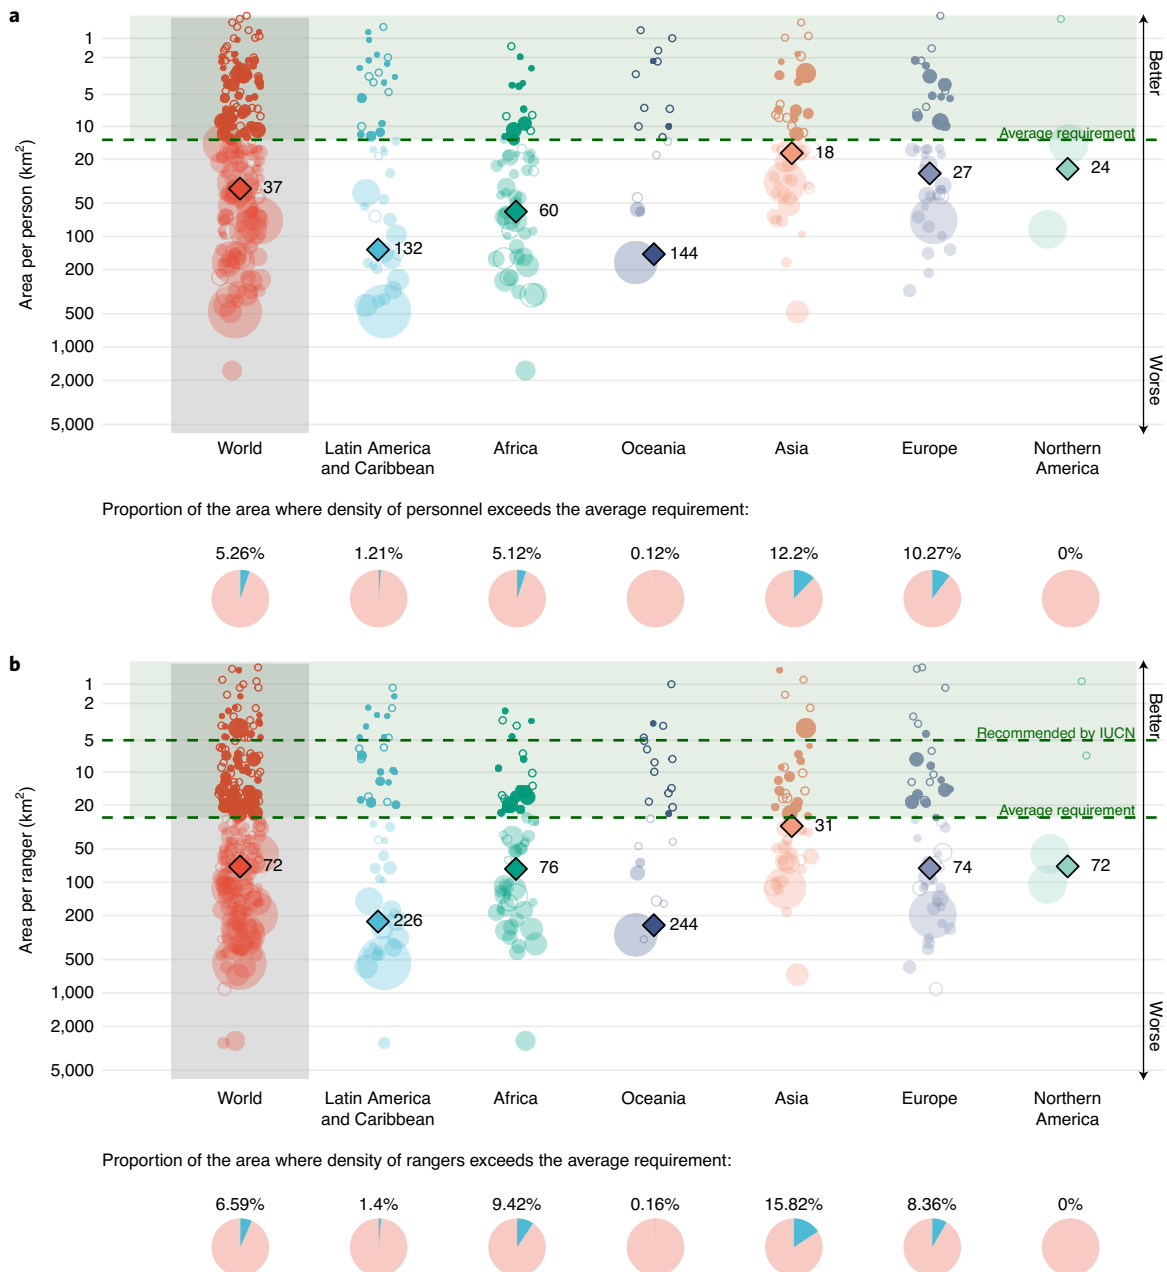 a
1
2
5
10
20
50
100
200
500
1,000
2,000
5,000
Area per person (km²)
Better
Worse
Average requirement
37
132
60
144
18
27
24
World
Latin America
and Caribbean
Africa
Oceania
Asia
Europe
Northern
America
Proportion of the area where density of personnel exceeds the average requirement:
5.26%
1.21%
5.12%
0.12%
12.2%
10.27%
0%
b
1
2
5
10
20
50
100
200
500
1,000
2,000
5,000
Area per ranger (km²)
Better
Worse
Recommended by IUCN
Average requirement
72
226
76
244
31
74
72
World
Latin America
and Caribbean
Africa
Oceania
Asia
Europe
Northern
America
Proportion of the area where density of rangers exceeds the average requirement:
6.59%
1.4%
9.42%
0.16%
15.82%
8.36%
0%